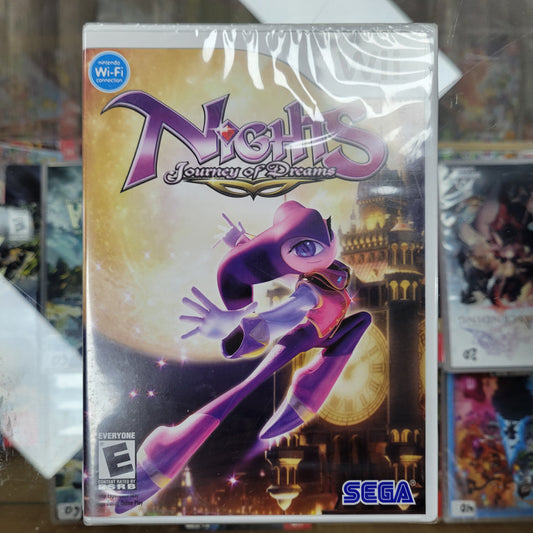 Nintendo
Wi-Fi
CONNECTION
NiGHTS
Journey of Dreams
EVERYONE
E
CONTENT RATED BY
ESRB
SEGA